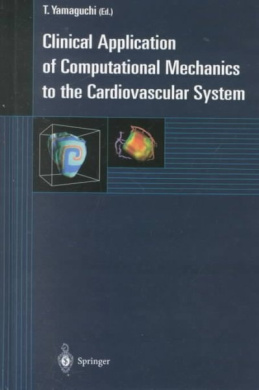 T. Yamaguchi (Ed.)
Clinical Application
of Computational Mechanics
to the Cardiovascular System
Springer